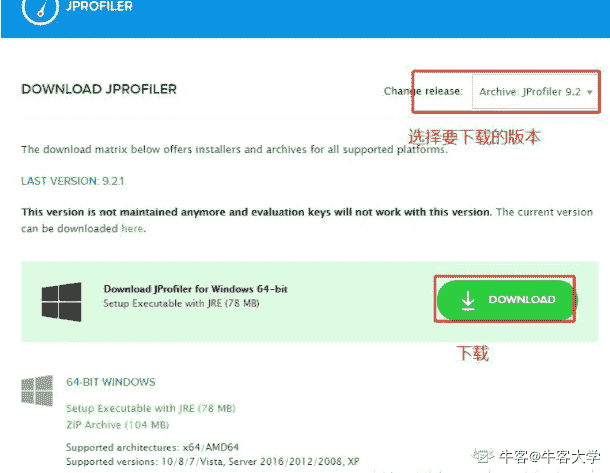 JPROFILER
DOWNLOAD JPROFILER
Change release:
Archive: JProfiler 9.2
选择要下载的版本
The download matrix below offers installers and archives for all supported platforms.
LAST VERSION: 9.2.1
This version is not maintained anymore and evaluation keys will not work with this version. The current version
can be downloaded here.
Download JProfiler for Windows 64-bit
Setup Executable with JRE (78 MB)
DOWNLOAD
下载
64-BIT WINDOWS
Setup Executable with JRE (78 MB)
ZIP Archive (104 MB)
Supported architectures: x64/AMD64
Supported versions: 10/8/7/Vista, Server 2016/2012/2008, XP
牛客@牛客大学